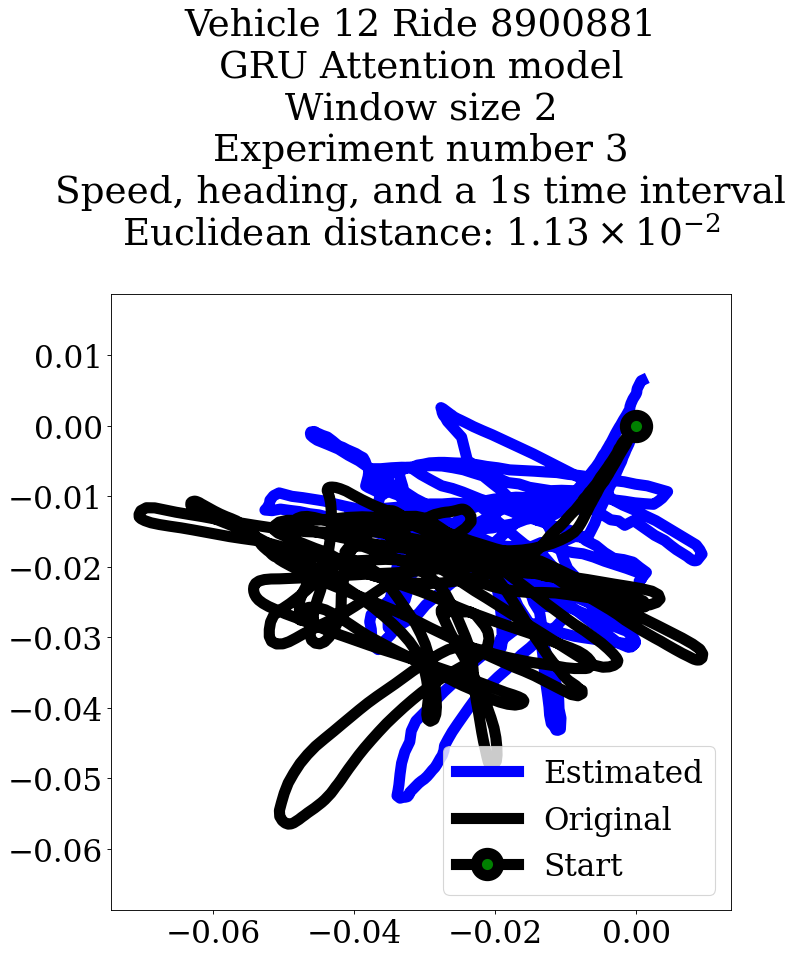 Vehicle 12 Ride 8900881
GRU Attention model
Window size 2
Experiment number 3
Speed, heading, and a 1s time interval
Euclidean distance: 1.13 × 10⁻²
0.01
0.00
−0.01
−0.02
−0.03
−0.04
−0.05
−0.06
Estimated
Original
Start
−0.06 −0.04 −0.02 0.00